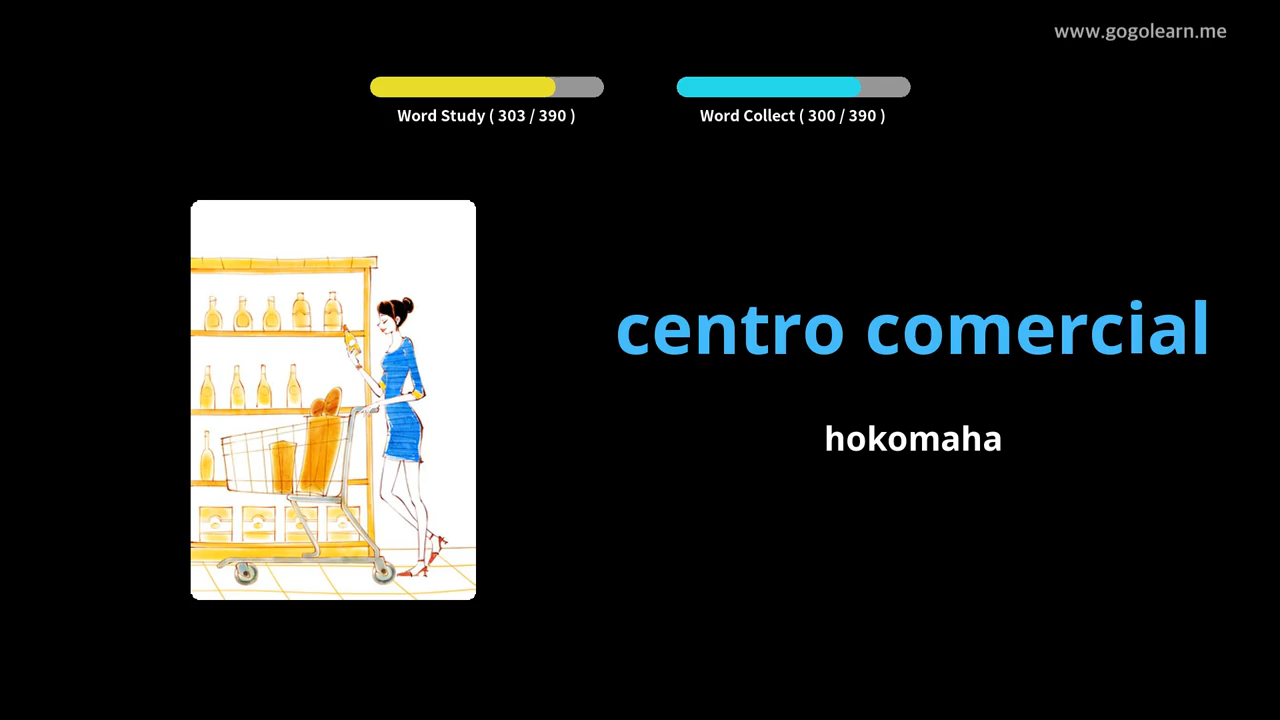 www.gogolearn.me
Word Study ( 303 / 390 )
Word Collect ( 300 / 390 )
centro comercial
hokomaha